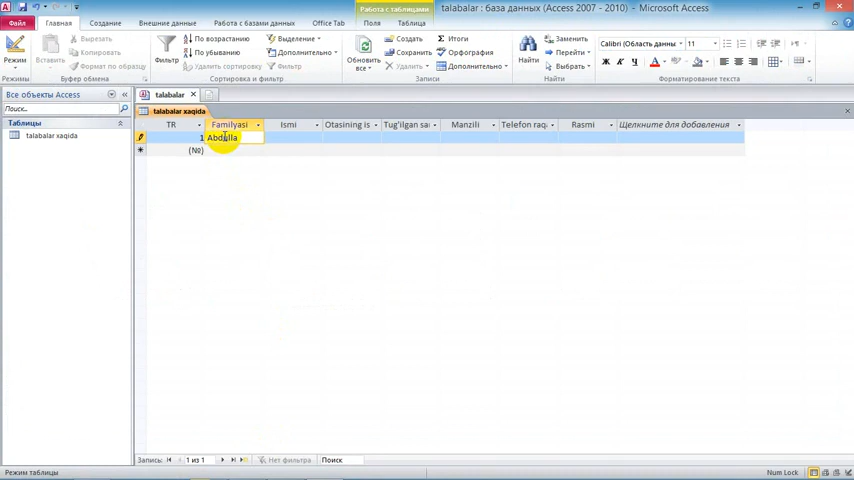 Работа с таблицами
talabalar : база данных (Access 2007 - 2010) - Microsoft Access
Файл
Главная
Создание
Внешние данные
Работа с базами данных
Office Tab
Поля
Таблица
Режим
Режимы
Вставить
Вырезать
Копировать
Формат по образцу
Буфер обмена
Фильтр
По возрастанию
По убыванию
Удалить сортировку
Выделение
Дополнительно
Фильтр
Сортировка и фильтр
Обновить все
Создать
Сохранить
Удалить
Итоги
Орфография
Дополнительно
Записи
Найти
Заменить
Перейти
Выбрать
Найти
Calibri (Область данны
11
Ж К Ч
Форматирование текста
Все объекты Access
Поиск...
Таблицы
talabalar xaqida
talabalar
talabalar xaqida
TR Familyasi Ismi Otasining is Tug'ilgan sa Manzili Telefon raq Rasmi Щелкните для добавления
1 Abdulla
(№)
Запись: 1 из 1 Нет фильтра Поиск
Режим таблицы
Num Lock